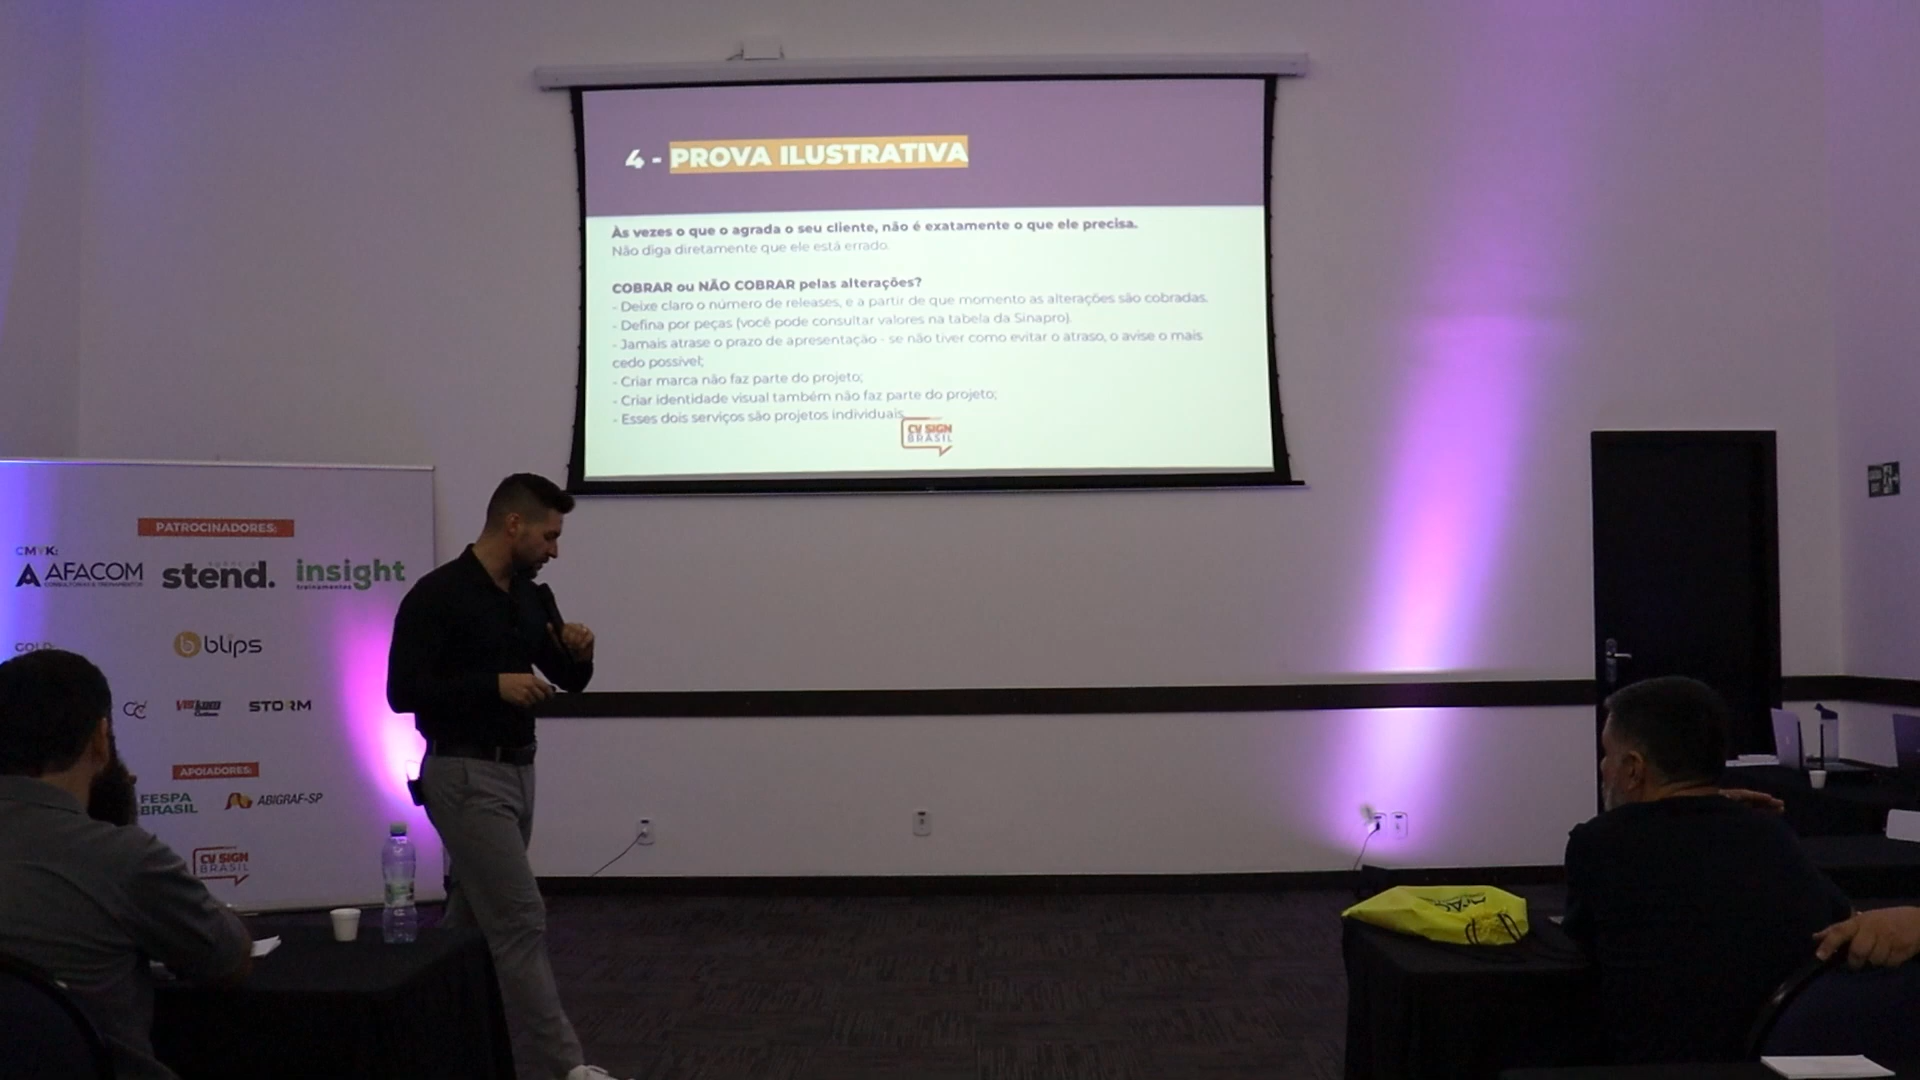 4 - PROVA ILUSTRATIVA
Às vezes o que o agrada o seu cliente, não é exatamente o que ele precisa.
Não diga diretamente que ele está errado.
COBRAR ou NÃO COBRAR pelas alterações?
- Deixe claro o número de releases, e a partir de que momento as alterações são cobradas.
- Defina por peças (você pode consultar valores na tabela da Sinapro).
- Jamais atrase o prazo de apresentação - se não tiver como evitar o atraso, o avise o mais
cedo possível;
- Criar marca não faz parte do projeto;
- Criar identidade visual também não faz parte do projeto;
- Esses dois serviços são projetos individuais.
CV SIGN
BRASIL
PATROCINADORES:
CMYK:
AFACOM
CONSULTORIA E TREINAMENTOS
stend.
insight
treinamentos
GOLD:
b blips
STORM
APOIADORES:
FESPA
BRASIL
ABIGRAF-SP
CV SIGN
BRASIL